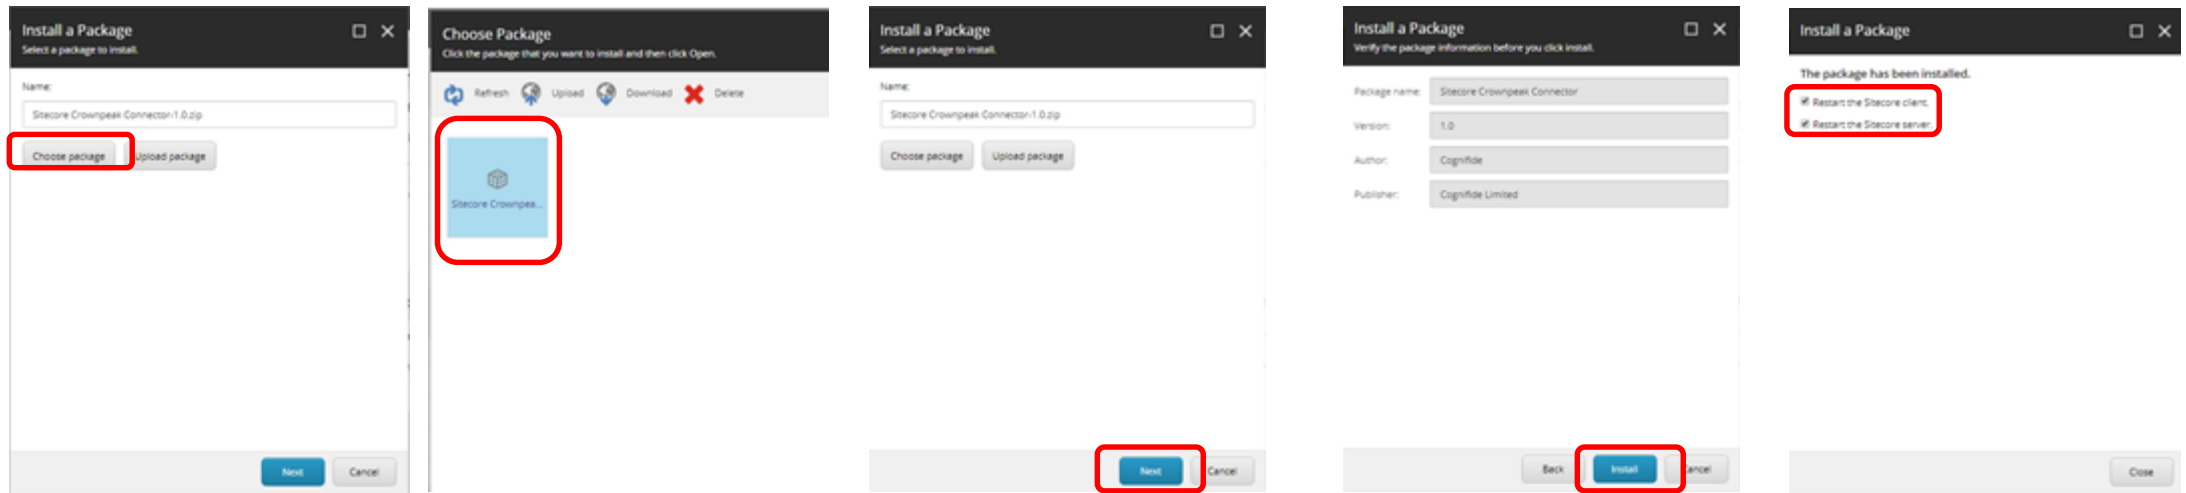 Install a Package
Select a package to install.
Name:
Sitecore Crownpeak Connector-1.0.zip
Choose package
Upload package
Next
Cancel
Choose Package
Click the package that you want to install and then click Open.
Refresh
Upload
Download
Delete
Sitecore Crownpea...
Install a Package
Select a package to install.
Name:
Sitecore Crownpeak Connector-1.0.zip
Choose package
Upload package
Next
Cancel
Install a Package
Verify the package information before you click install.
Package name: Sitecore Crownpeak Connector
Version: 1.0
Author: Cognifide
Publisher: Cognifide Limited
Back
Install
Cancel
Install a Package
The package has been installed.
Restart the Sitecore client.
Restart the Sitecore server.
Close